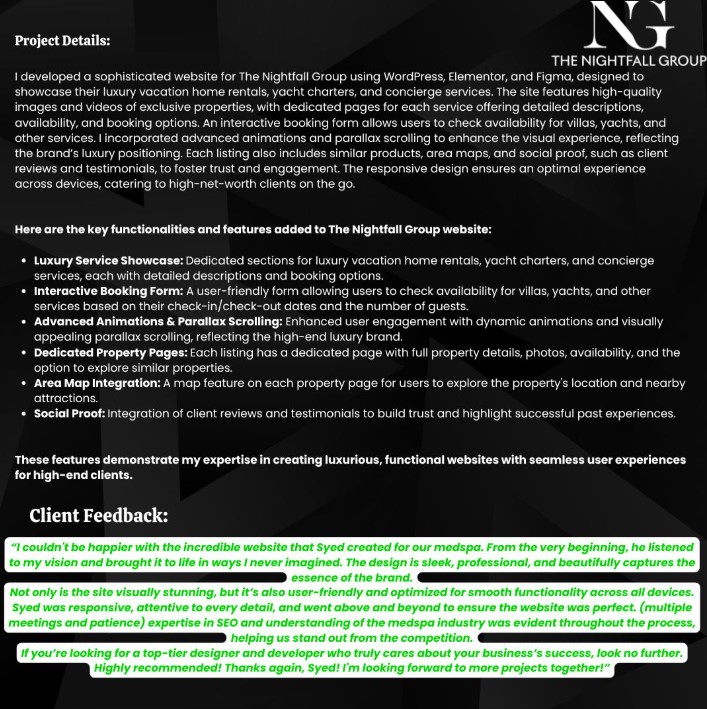 NG
THE NIGHTFALL GROUP
Project Details:
I developed a sophisticated website for The Nightfall Group using WordPress, Elementor, and Figma, designed to
showcase their luxury vacation home rentals, yacht charters, and concierge services. The site features high-quality
images and videos of exclusive properties, with dedicated pages for each service offering detailed descriptions,
availability, and booking options. An interactive booking form allows users to check availability for villas, yachts, and
other services. I incorporated advanced animations and parallax scrolling to enhance the visual experience, reflecting
the brand's luxury positioning. Each listing also includes similar products, area maps, and social proof, such as client
reviews and testimonials, to foster trust and engagement. The responsive design ensures an optimal experience
across devices, catering to high-net-worth clients on the go.
Here are the key functionalities and features added to The Nightfall Group website:
• Luxury Service Showcase: Dedicated sections for luxury vacation home rentals, yacht charters, and concierge
services, each with detailed descriptions and booking options.
• Interactive Booking Form: A user-friendly form allowing users to check availability for villas, yachts, and other
services based on their check-in/check-out dates and the number of guests.
• Advanced Animations & Parallax Scrolling: Enhanced user engagement with dynamic animations and visually
appealing parallax scrolling, reflecting the high-end luxury brand.
• Dedicated Property Pages: Each listing has a dedicated page with full property details, photos, availability, and the
option to explore similar properties.
• Area Map Integration: A map feature on each property page for users to explore the property's location and nearby
attractions.
• Social Proof: Integration of client reviews and testimonials to build trust and highlight successful past experiences.
These features demonstrate my expertise in creating luxurious, functional websites with seamless user experiences
for high-end clients.
Client Feedback:
"I couldn't be happier with the incredible website that Syed created for our medspa. From the very beginning, he listened
to my vision and brought it to life in ways I never imagined. The design is sleek, professional, and beautifully captures the
essence of the brand.
Not only is the site visually stunning, but it's also user-friendly and optimized for smooth functionality across all devices.
Syed was responsive, attentive to every detail, and went above and beyond to ensure the website was perfect. (multiple
meetings and patience) expertise in SEO and understanding of the medspa industry was evident throughout the process,
helping us stand out from the competition.
If you're looking for a top-tier designer and developer who truly cares about your business's success, look no further.
Highly recommended! Thanks again, Syed! I'm looking forward to more projects together!"